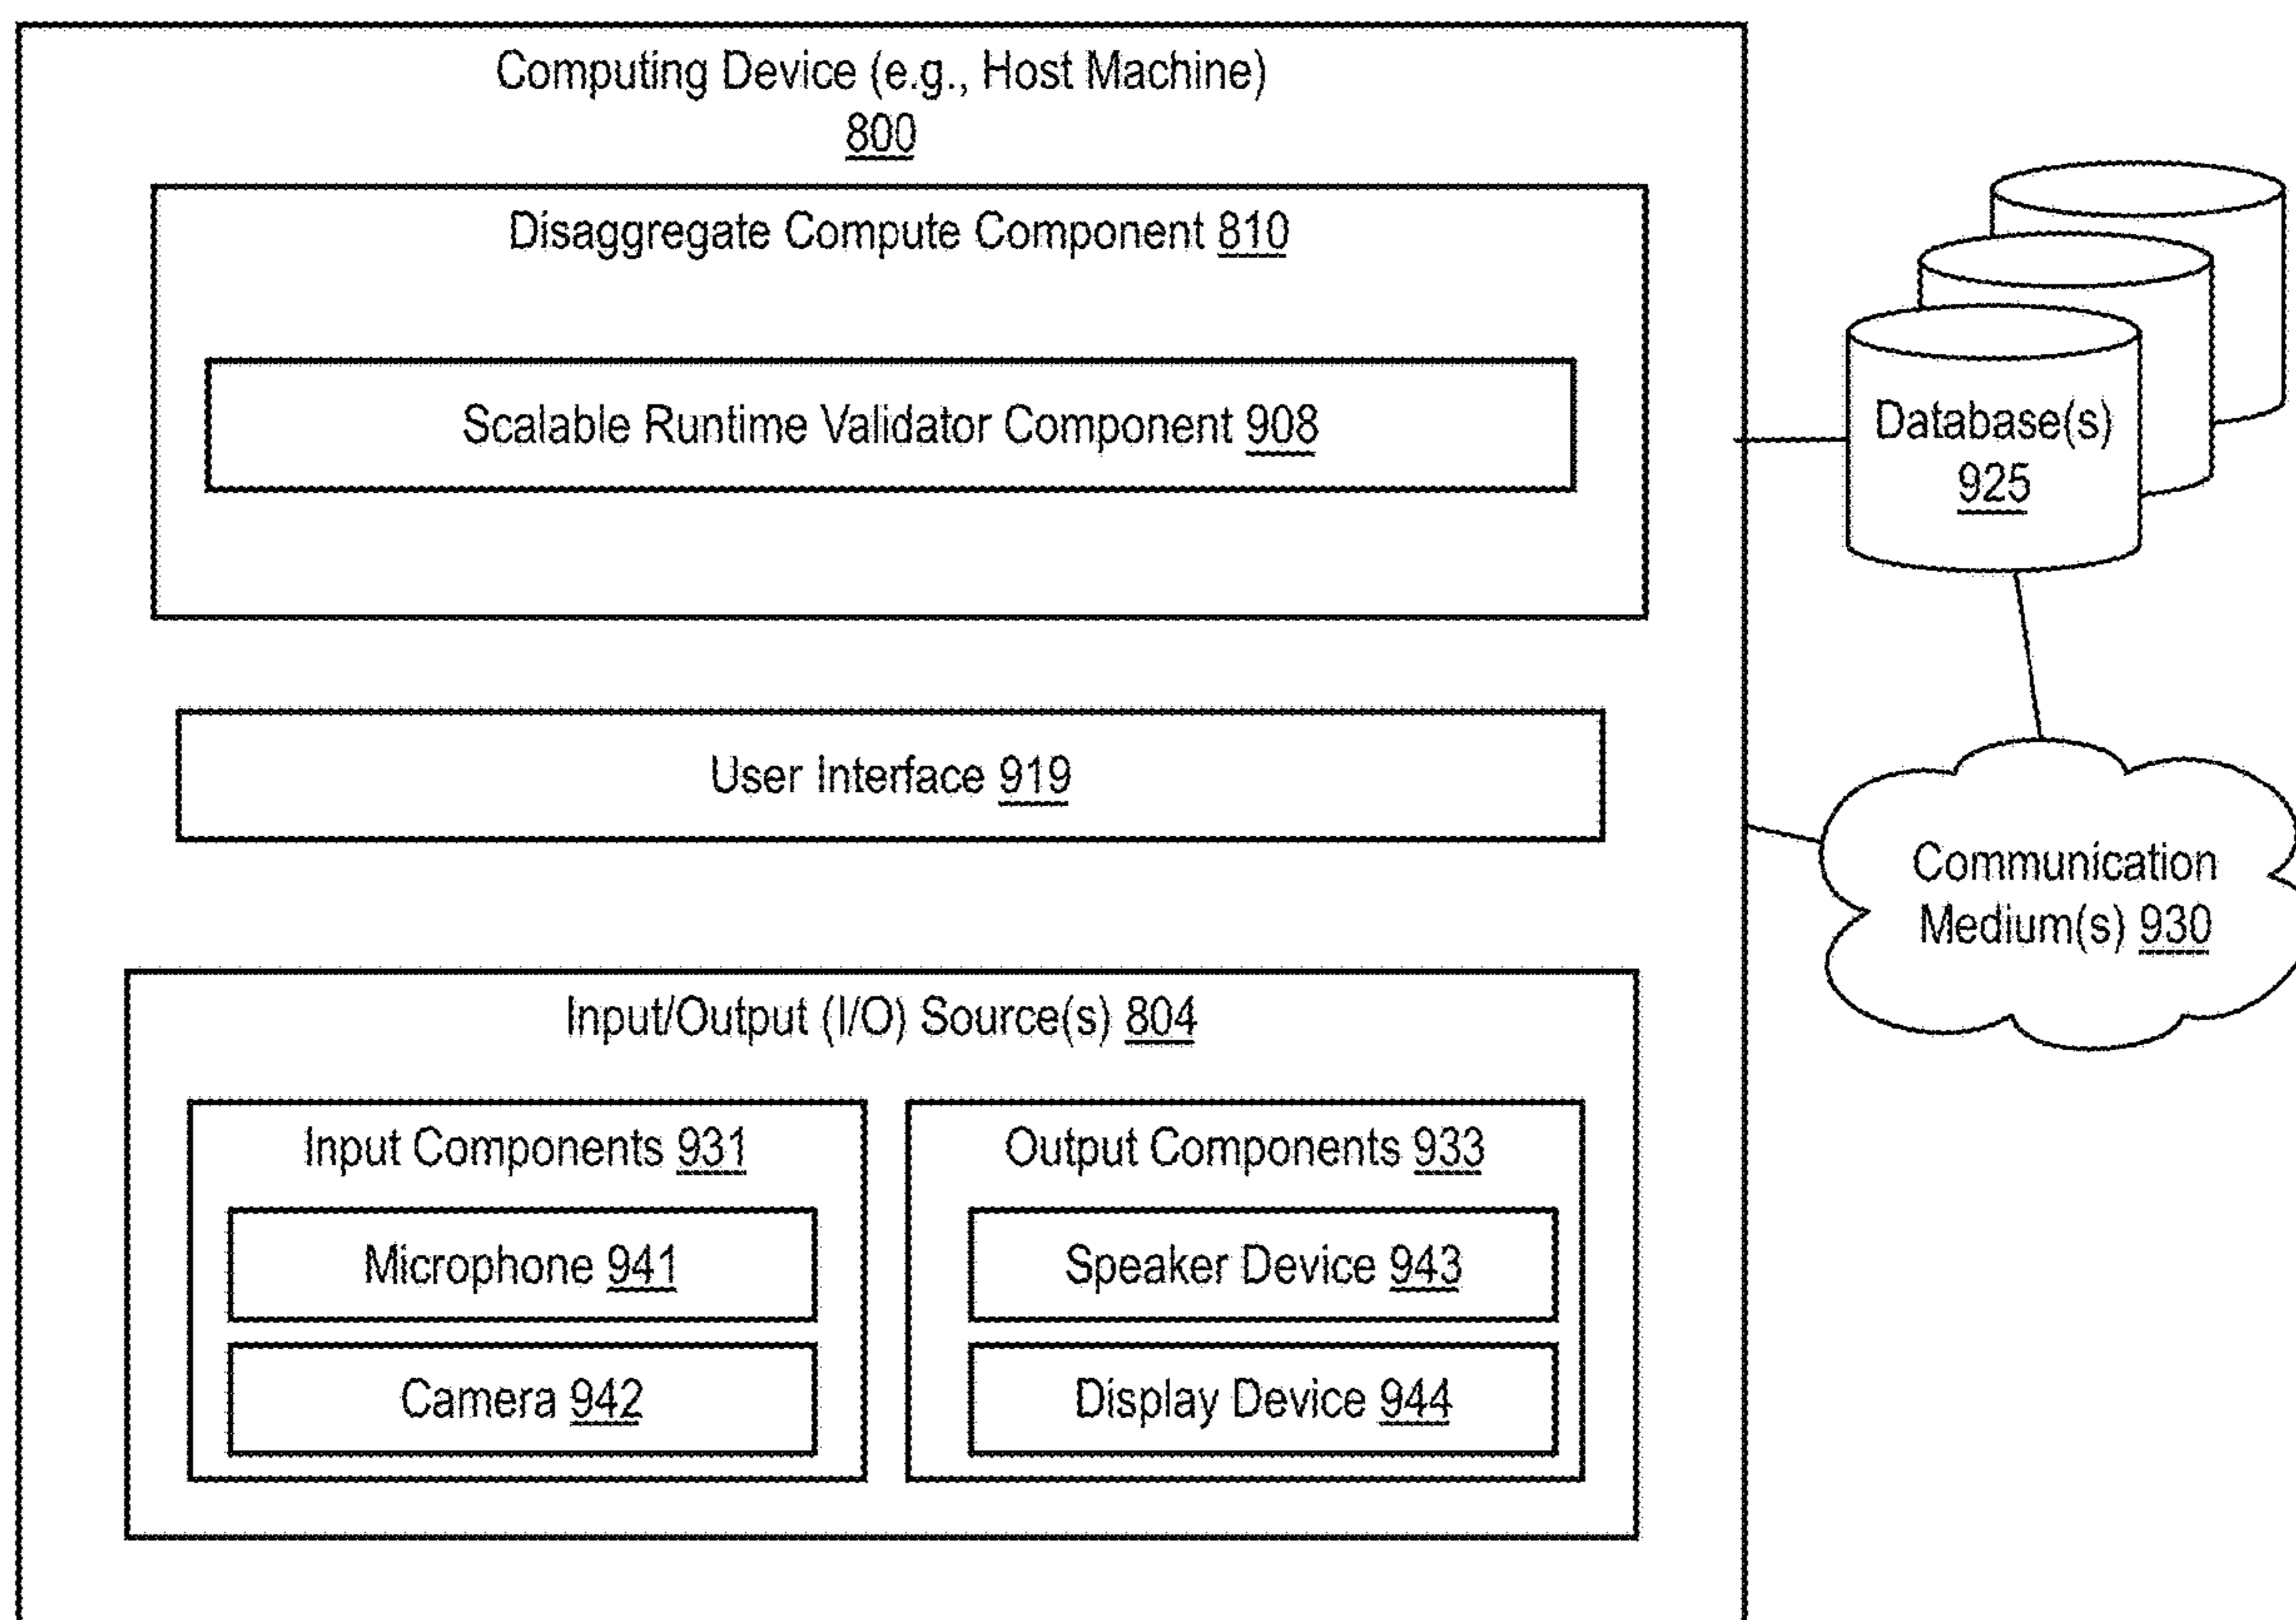 Computing Device (e.g., Host Machine)
800
Disaggregate Compute Component 810
Scalable Runtime Validator Component 908
Database(s)
925
User Interface 919
Communication
Medium(s) 930
Input/Output (I/O) Source(s) 804
Input Components 931
Microphone 941
Camera 942
Output Components 933
Speaker Device 943
Display Device 944